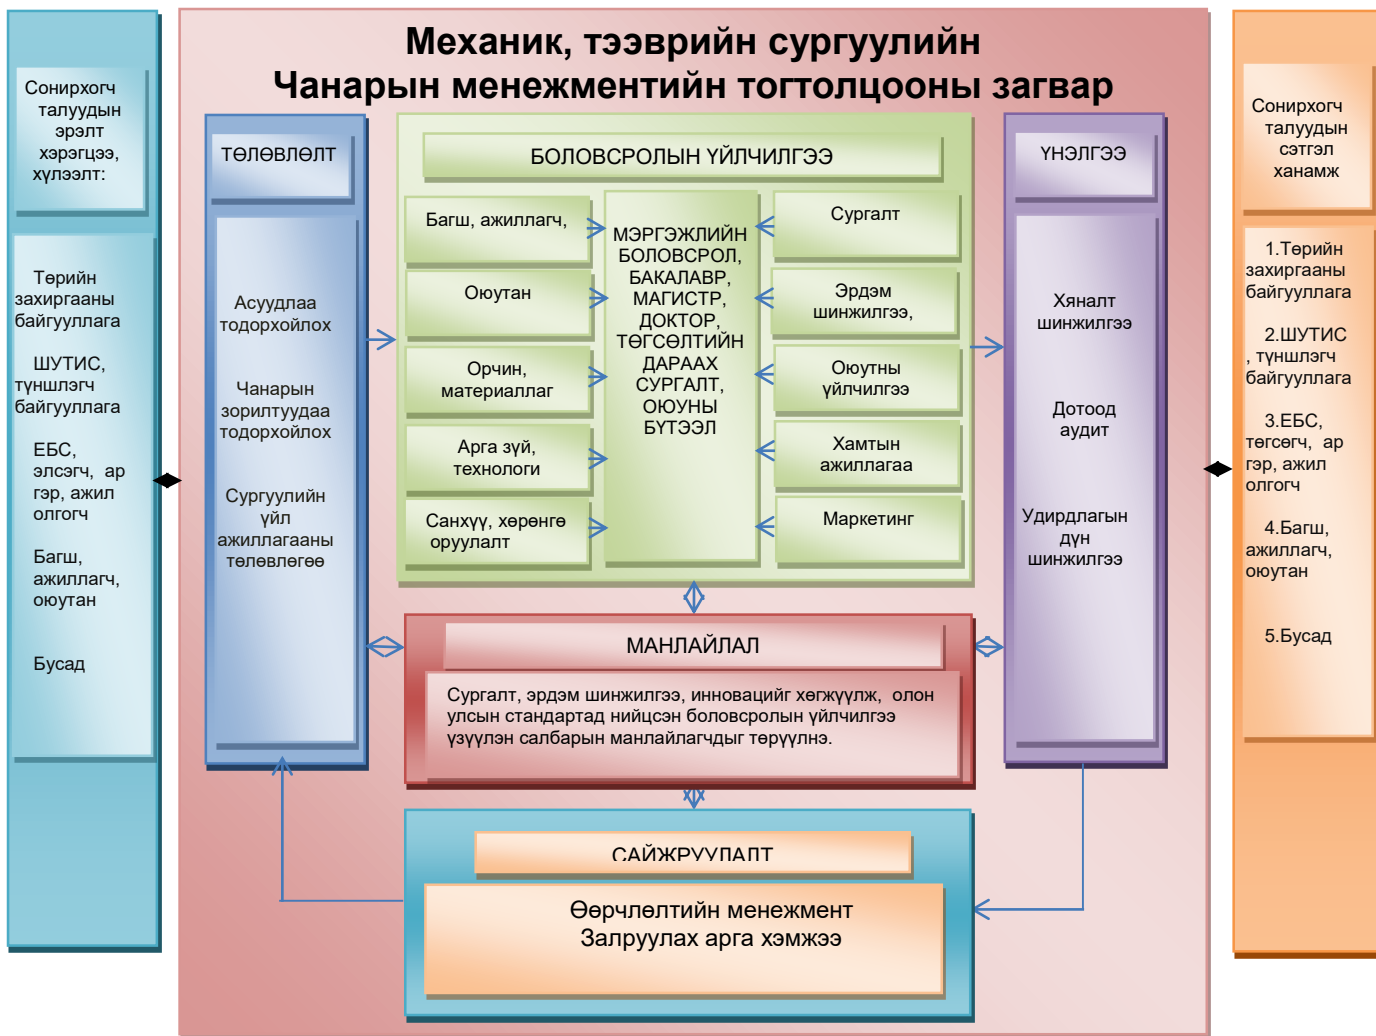 Механик, тээврийн сургуулийн
Чанарын менежментийн тогтолцооны загвар
Сонирхогч
талуудын
эрэлт
хэрэгцээ,
хүлээлт:
Төрийн
захиргааны
байгууллага
ШУТИС,
түншлэгч
байгууллага
ЕБС,
элсэгч, ар
гэр, ажил
олгогч
Багш,
ажиллагч,
оюутан
Бусад
ТӨЛӨВЛӨЛТ
Асуудлаа
тодорхойлох
Чанарын
зорилтуудаа
тодорхойлох
Сургуулийн
үйл
ажиллагааны
төлөвлөгөө
БОЛОВСРОЛЫН ҮЙЛЧИЛГЭЭ
Багш, ажиллагч,
Оюутан
Орчин,
материаллаг
Арга зүй,
технологи
Санхүү, хөрөнгө
оруулалт
МЭРГЭЖЛИЙН
БОЛОВСРОЛ,
БАКАЛАВР,
МАГИСТР,
ДОКТОР,
ТӨГСӨЛТИЙН
ДАРААХ
СУРГАЛТ,
ОЮУНЫ
БҮТЭЭЛ
Сургалт
Эрдэм
шинжилгээ,
Оюутны
үйлчилгээ
Хамтын
ажиллагаа
Маркетинг
ҮНЭЛГЭЭ
Хяналт
шинжилгээ
Дотоод
аудит
Удирдлагын
дүн
шинжилгээ
МАНЛАЙЛАЛ
Сургалт, эрдэм шинжилгээ, инновацийг хөгжүүлж, олон
улсын стандартад нийцсэн боловсролын үйлчилгээ
үзүүлэн салбарын манлайлагчдыг төрүүлнэ.
САЙЖРУУЛАЛТ
Өөрчлөлтийн менежмент
Залруулах арга хэмжээ
Сонирхогч
талуудын
сэтгэл
ханамж
1.Төрийн
захиргааны
байгууллага
2.ШУТИС
, түншлэгч
байгууллага
3.ЕБС,
төгсөгч, ар
гэр, ажил
олгогч
4.Багш,
ажиллагч,
оюутан
5.Бусад